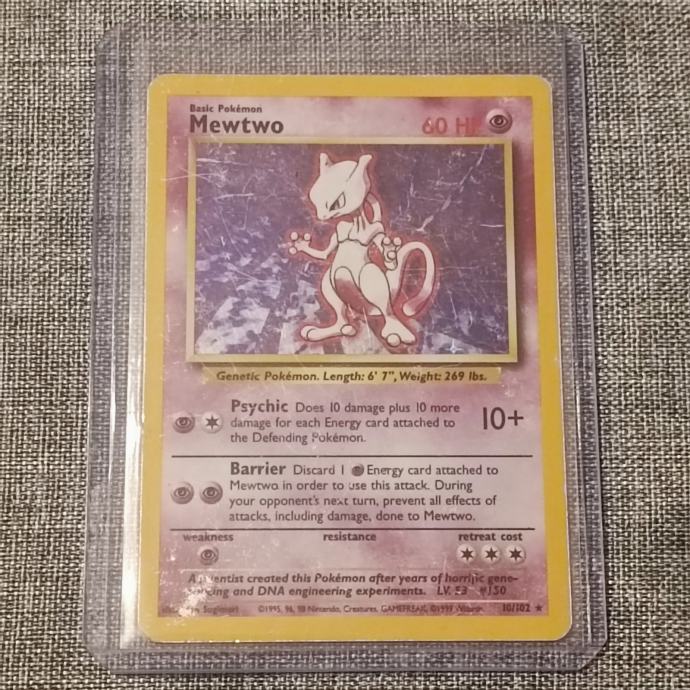 Basic Pokémon
Mewtwo 60 HP
Genetic Pokémon. Length: 6' 7", Weight: 269 lbs.
Psychic Does 10 damage plus 10 more
damage for each Energy card attached to
the Defending Pokémon.
10+
Barrier Discard 1 Energy card attached to
Mewtwo in order to use this attack. During
your opponent's next turn, prevent all effects of
attacks, including damage, done to Mewtwo.
weakness resistance retreat cost
A scientist created this Pokémon after years of horrific gene-
splicing and DNA engineering experiments. LV. 53 #150
Sugimori ©1995, 96, 98 Nintendo, Creatures, GAMEFREAK. ©1999 Wizards. 10/102 ★